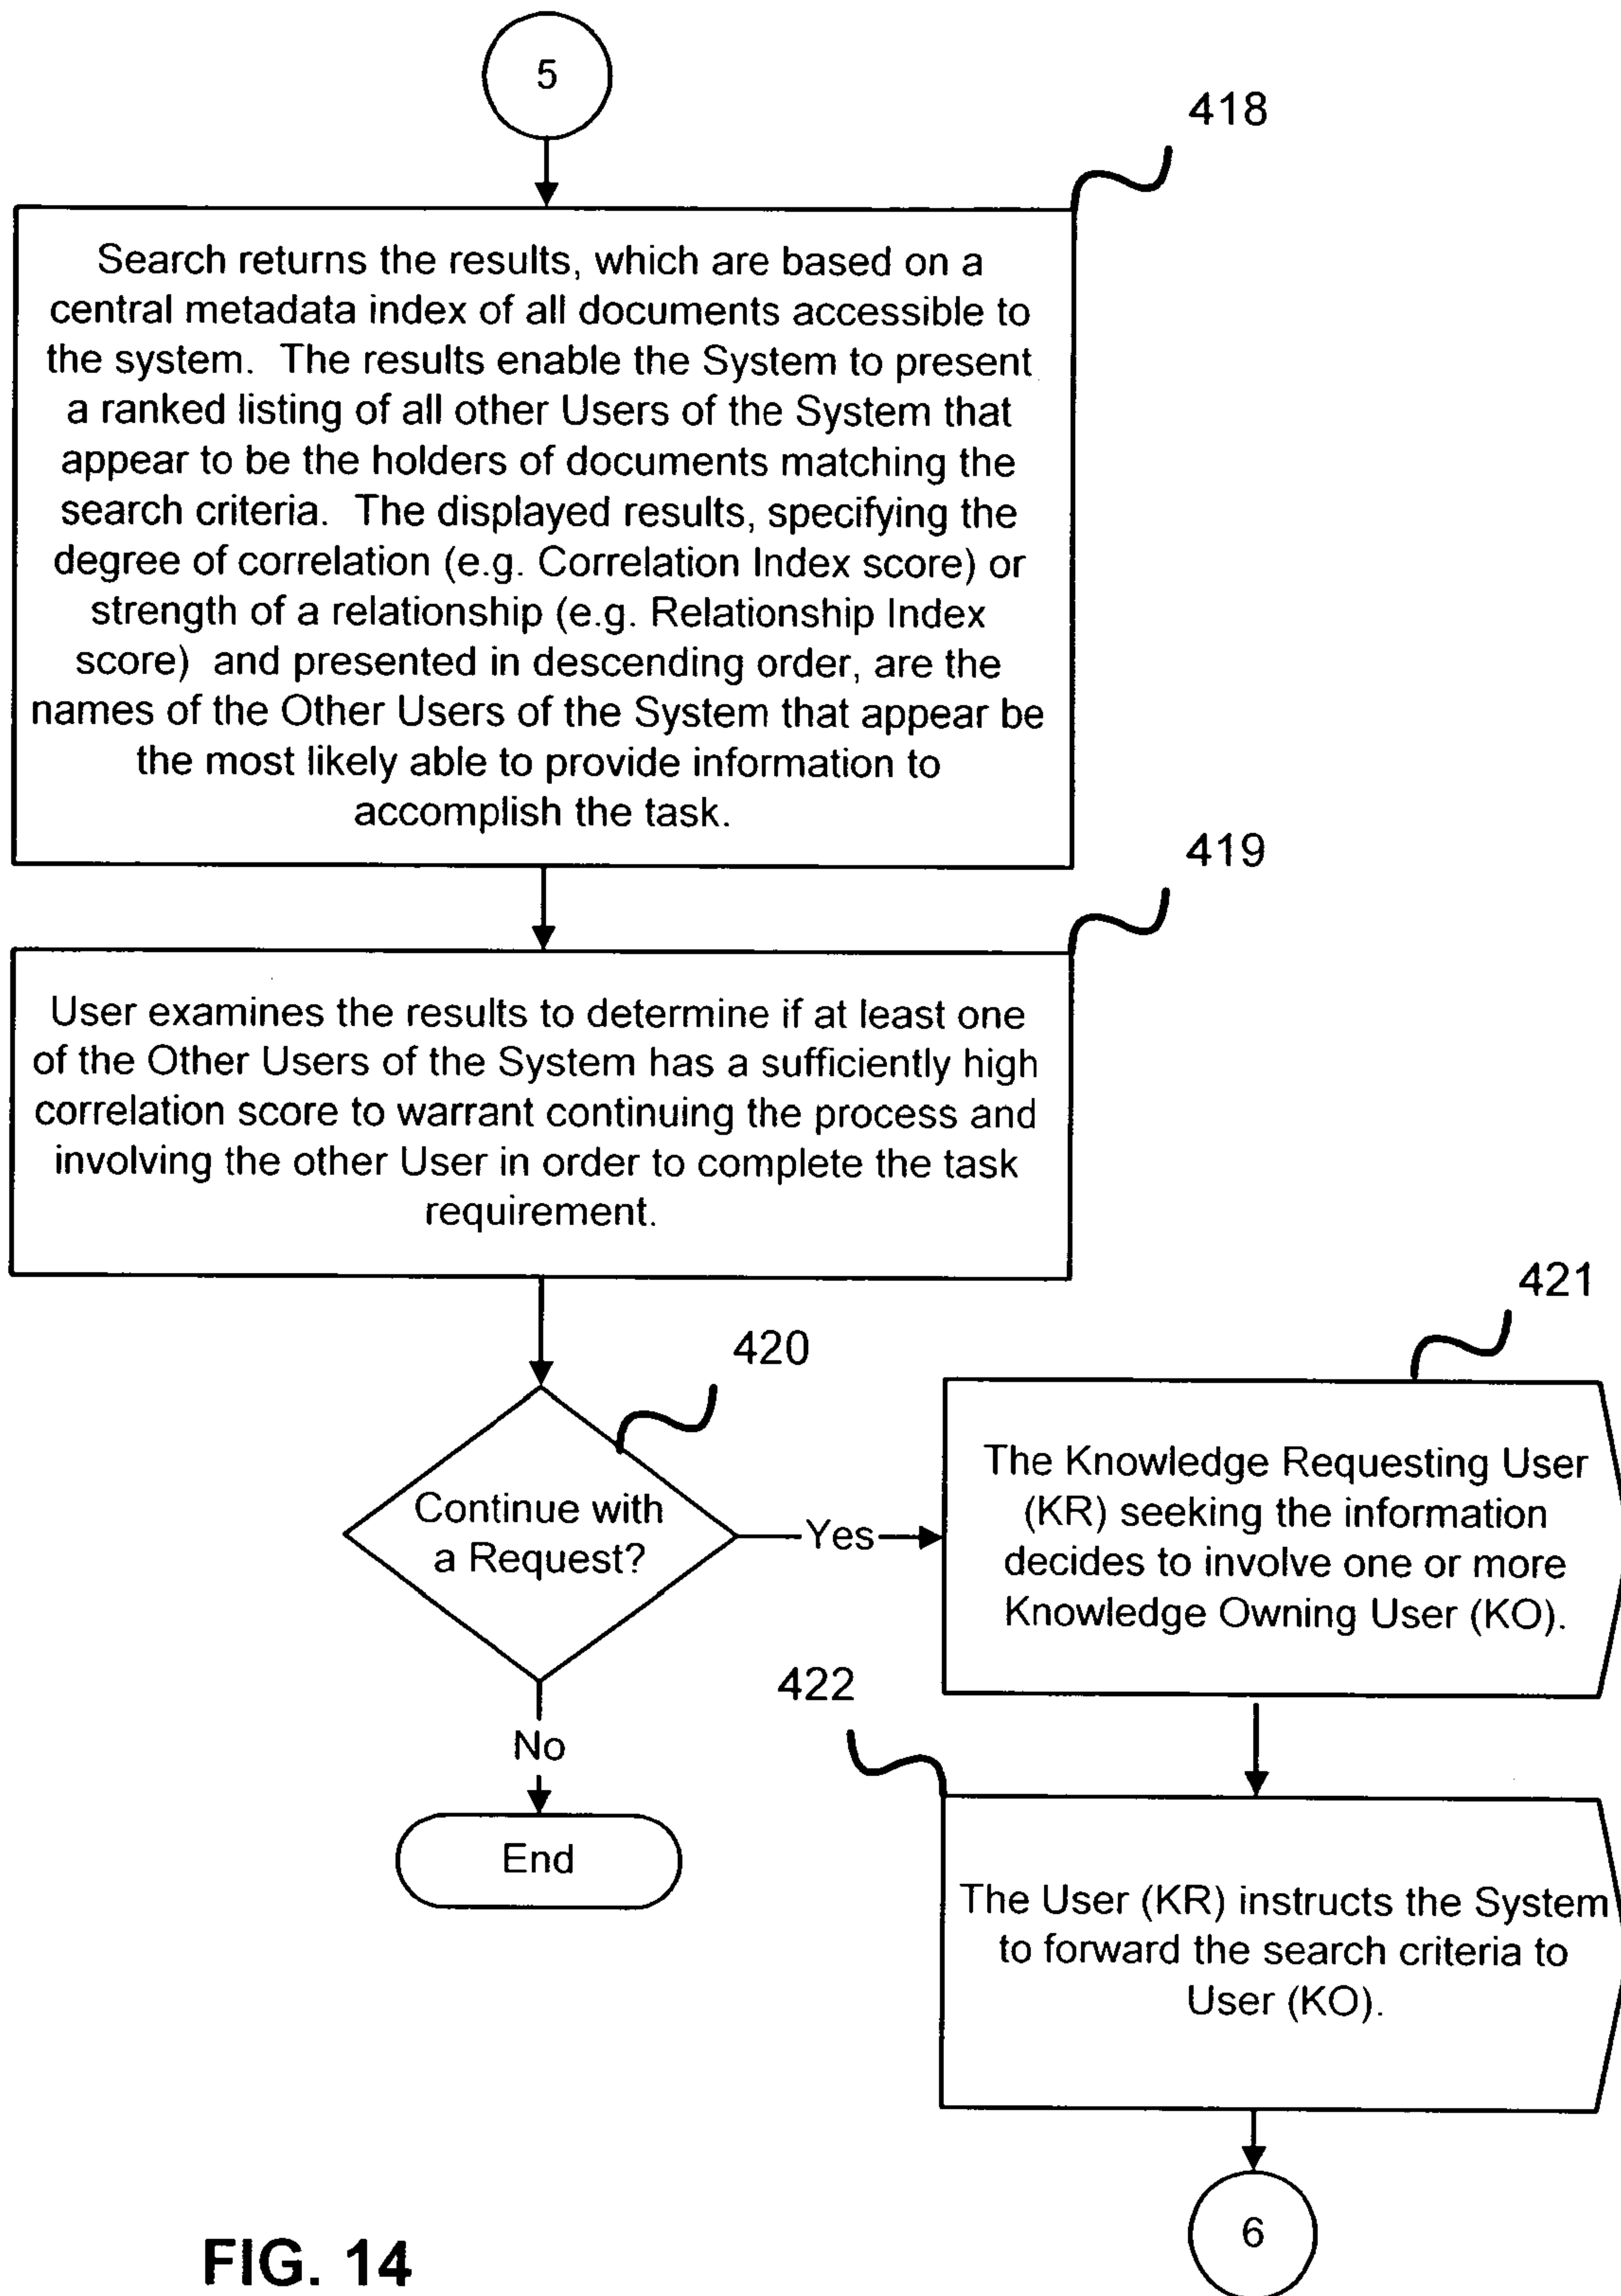 5
418
Search returns the results, which are based on a
central metadata index of all documents accessible to
the system. The results enable the System to present
a ranked listing of all other Users of the System that
appear to be the holders of documents matching the
search criteria. The displayed results, specifying the
degree of correlation (e.g. Correlation Index score) or
strength of a relationship (e.g. Relationship Index
score) and presented in descending order, are the
names of the Other Users of the System that appear be
the most likely able to provide information to
accomplish the task.
419
User examines the results to determine if at least one
of the Other Users of the System has a sufficiently high
correlation score to warrant continuing the process and
involving the other User in order to complete the task
requirement.
420
Continue with
a Request?
Yes
No
End
421
The Knowledge Requesting User
(KR) seeking the information
decides to involve one or more
Knowledge Owning User (KO).
422
The User (KR) instructs the System
to forward the search criteria to
User (KO).
6
FIG. 14